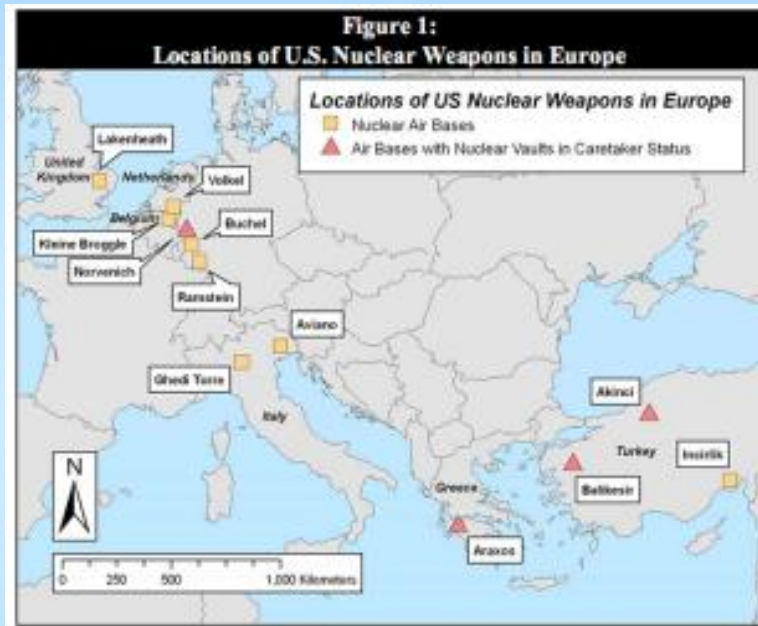 Figure 1:
Locations of U.S. Nuclear Weapons in Europe
Locations of US Nuclear Weapons in Europe
Nuclear Air Bases
Air Bases with Nuclear Vaults in Caretaker Status
Lakenheath
United
Kingdom
Netherlands
Volkel
Belgium
Buchel
Kleine Broggle
Norvenich
Ramstein
Aviano
Ghedi Torre
Italy
Akinci
Turkey
Incirlik
Balikesir
Greece
Araxos
N
0 250 500 1,000 Kilometers